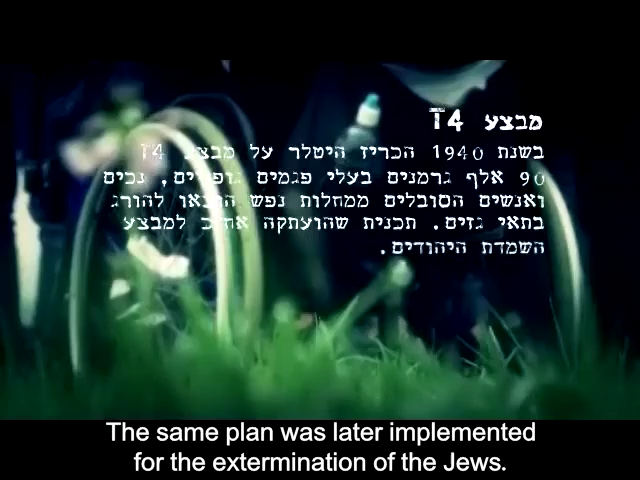 מבצע T4
בשנת 1940 הכריז היטלר על מבצע T4
90 אלף גרמנים בעלי פגמים גופניים, נכים
ואנשים הסובלים ממחלות נפש הוצאו להורג
בתאי גזים. תכנית שהועתקה אח"כ למבצע
השמדת היהודים.
The same plan was later implemented
for the extermination of the Jews.